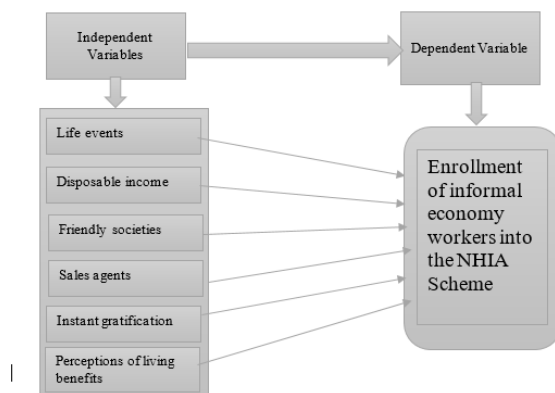 Independent
Variables
Dependent Variable
Life events
Disposable income
Friendly societies
Sales agents
Instant gratification
Perceptions of living
benefits
Enrollment
of informal
economy
workers into
the NHIA
Scheme